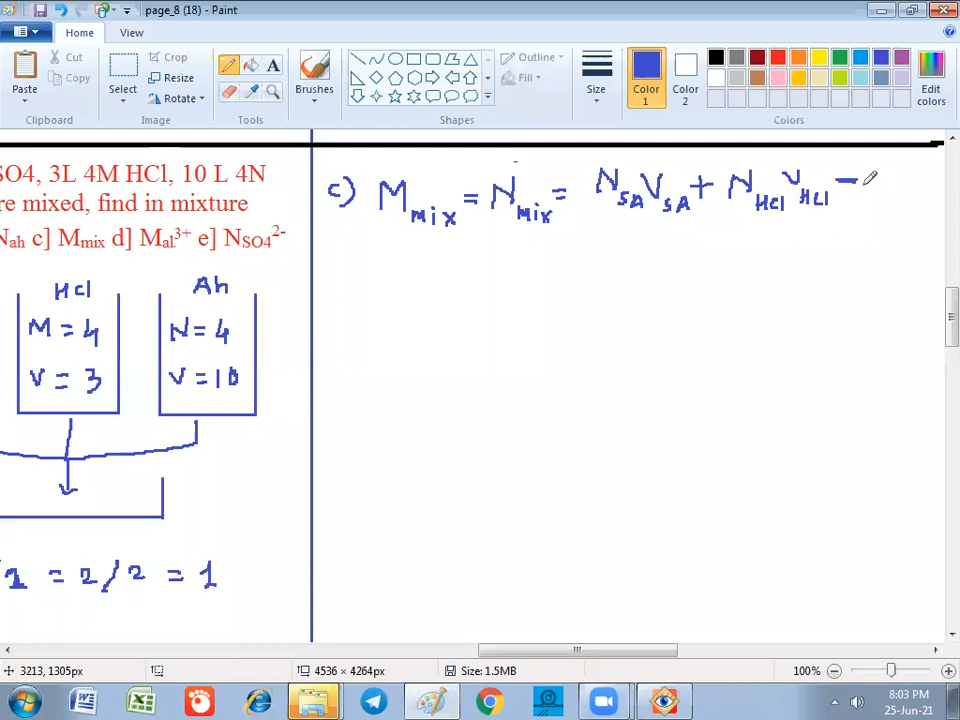 page_8 (18) - Paint
Home View
Paste Cut Copy Select Crop Resize Rotate Brushes Outline Fill Size Color 1 Color 2 Edit colors
Clipboard Image Tools Shapes Colors
SO4, 3L 4M HCl, 10 L 4N
re mixed, find in mixture
Nah c] Mmix d] Mal3+ e] NSO42-
HCl Ah
M = 4 N = 4
V = 3 V = 10
= 2/2 = 1
c) Mmix = Nmix = NSAVSA + NHCl VHCl -
3213, 1305px 4536 × 4264px Size: 1.5MB 100%
8:03 PM
25-Jun-21